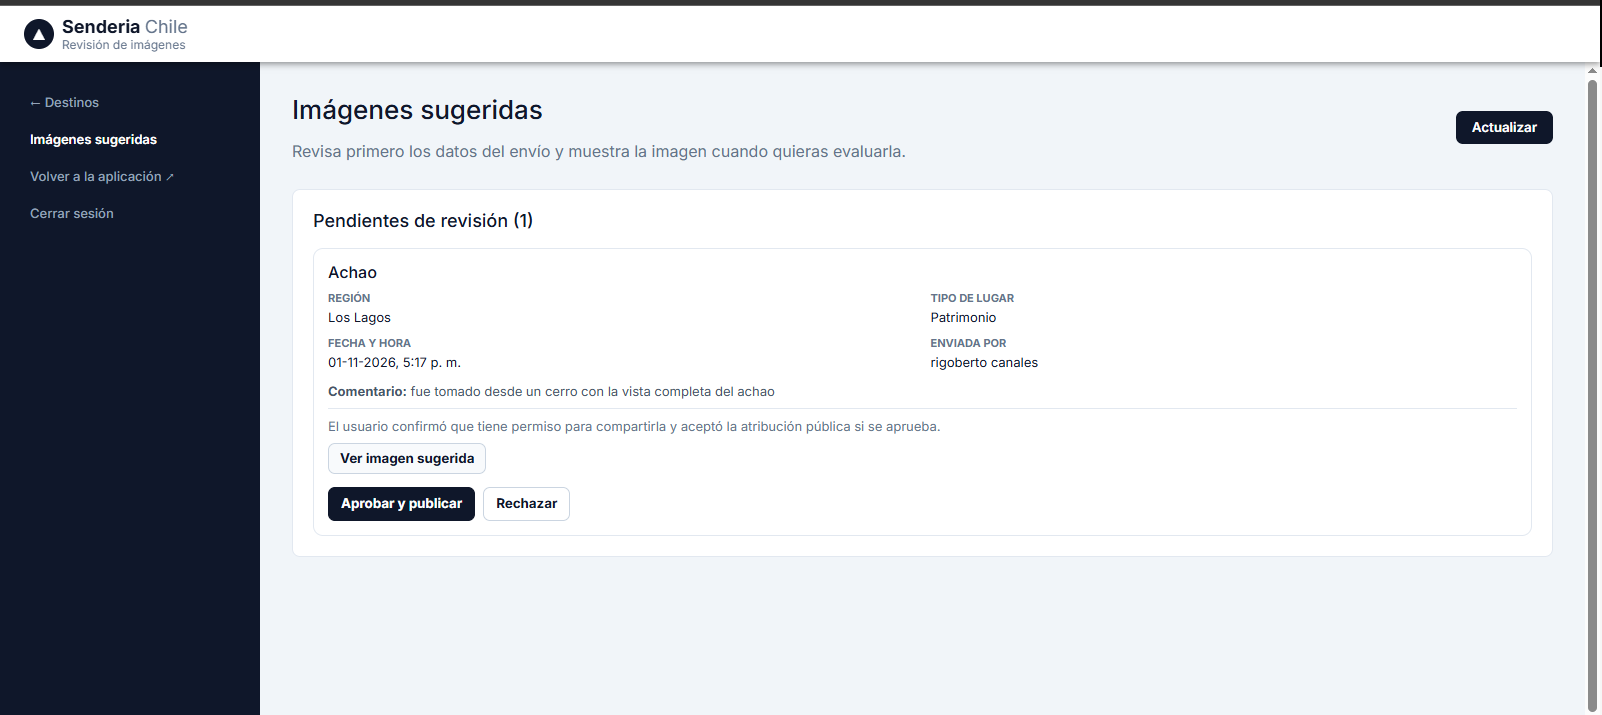 Senderia Chile
Revisión de imágenes
← Destinos
Imágenes sugeridas
Volver a la aplicación ↗
Cerrar sesión
Imágenes sugeridas
Revisa primero los datos del envío y muestra la imagen cuando quieras evaluarla.
Actualizar
Pendientes de revisión (1)
Achao
REGIÓN
Los Lagos
TIPO DE LUGAR
Patrimonio
FECHA Y HORA
01-11-2026, 5:17 p. m.
ENVIADA POR
rigoberto canales
Comentario: fue tomado desde un cerro con la vista completa del achao
El usuario confirmó que tiene permiso para compartirla y aceptó la atribución pública si se aprueba.
Ver imagen sugerida
Aprobar y publicar
Rechazar